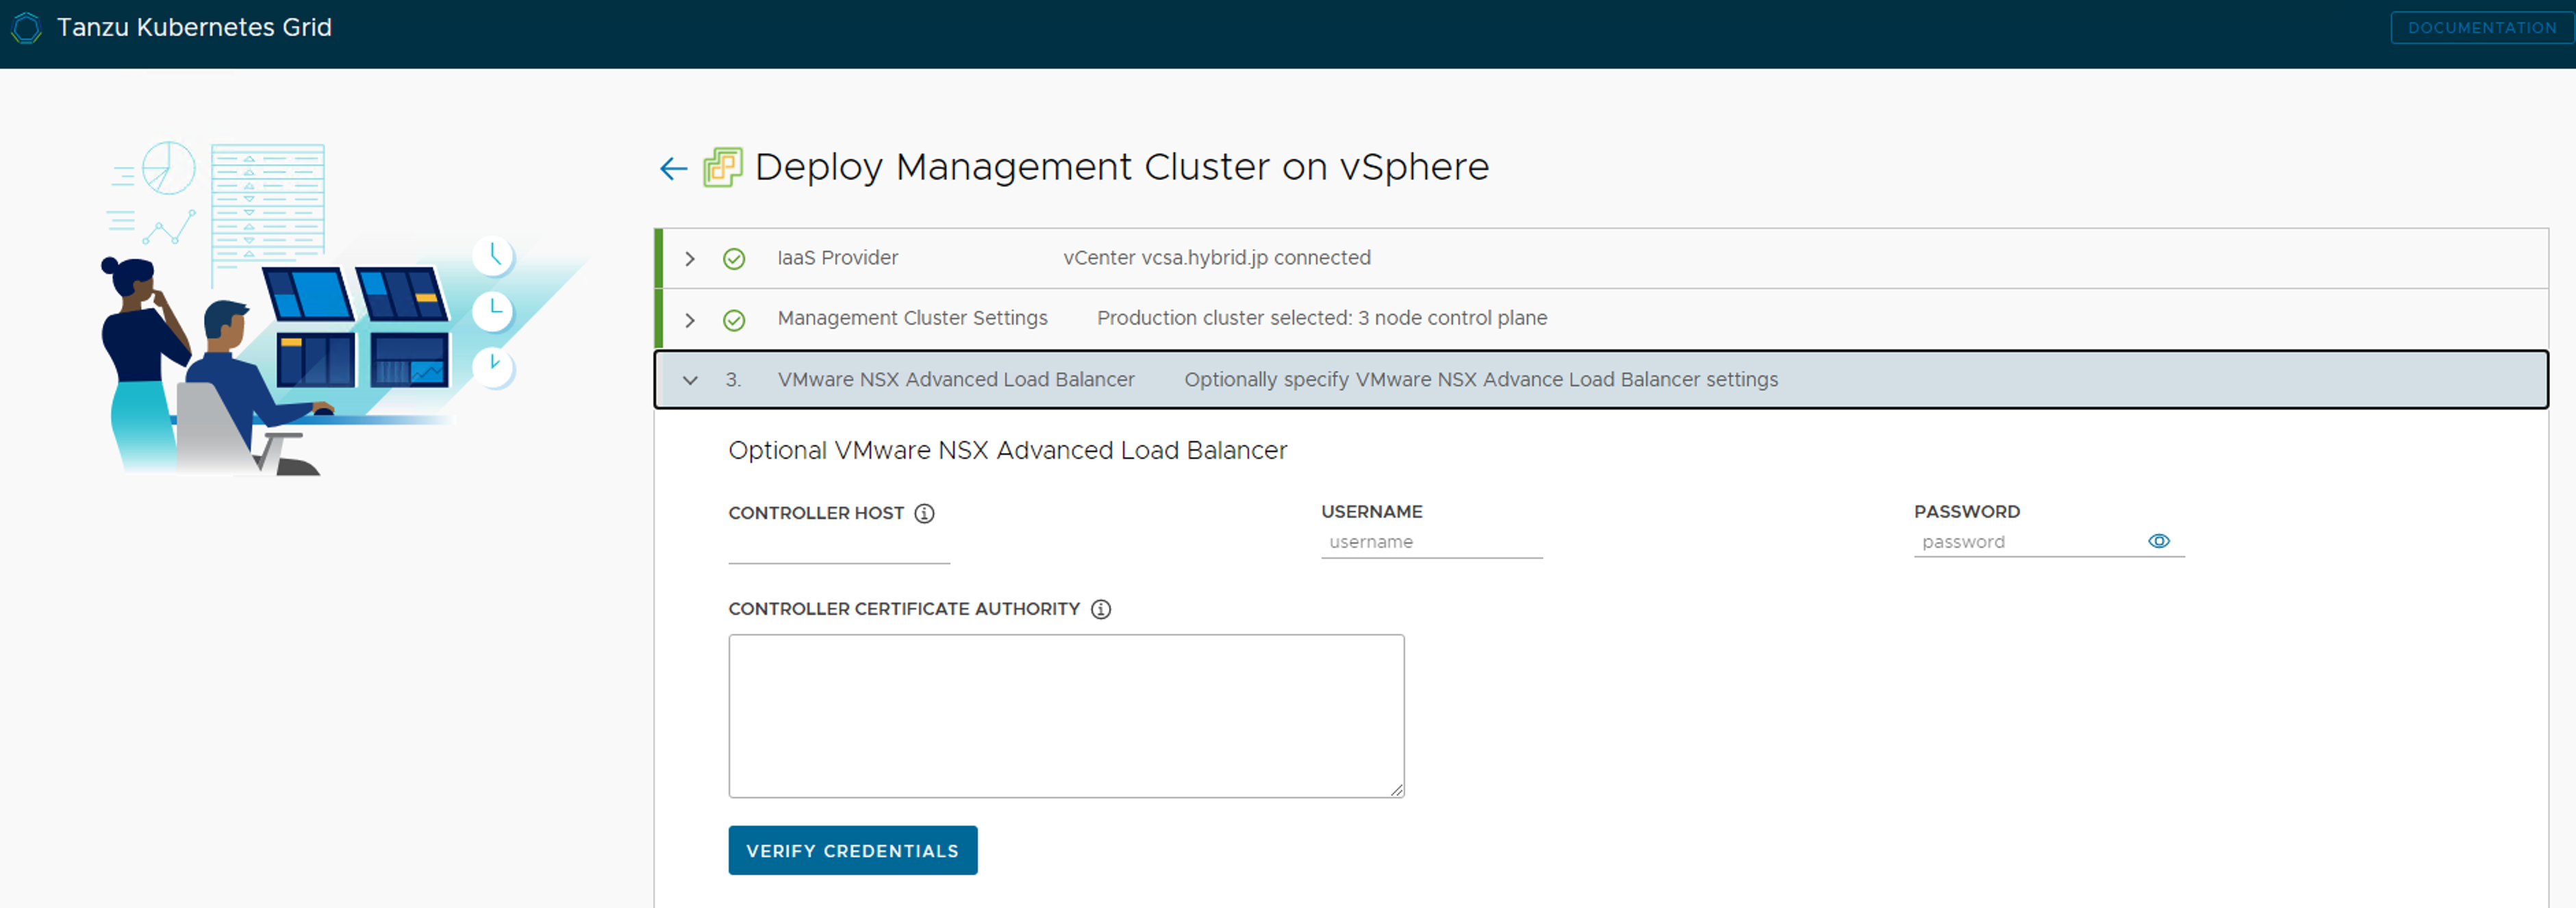 Tanzu Kubernetes Grid
DOCUMENTATION
Deploy Management Cluster on vSphere
IaaS Provider vCenter vcsa.hybrid.jp connected
Management Cluster Settings Production cluster selected: 3 node control plane
3. VMware NSX Advanced Load Balancer Optionally specify VMware NSX Advance Load Balancer settings
Optional VMware NSX Advanced Load Balancer
CONTROLLER HOST
USERNAME
username
PASSWORD
password
CONTROLLER CERTIFICATE AUTHORITY
VERIFY CREDENTIALS